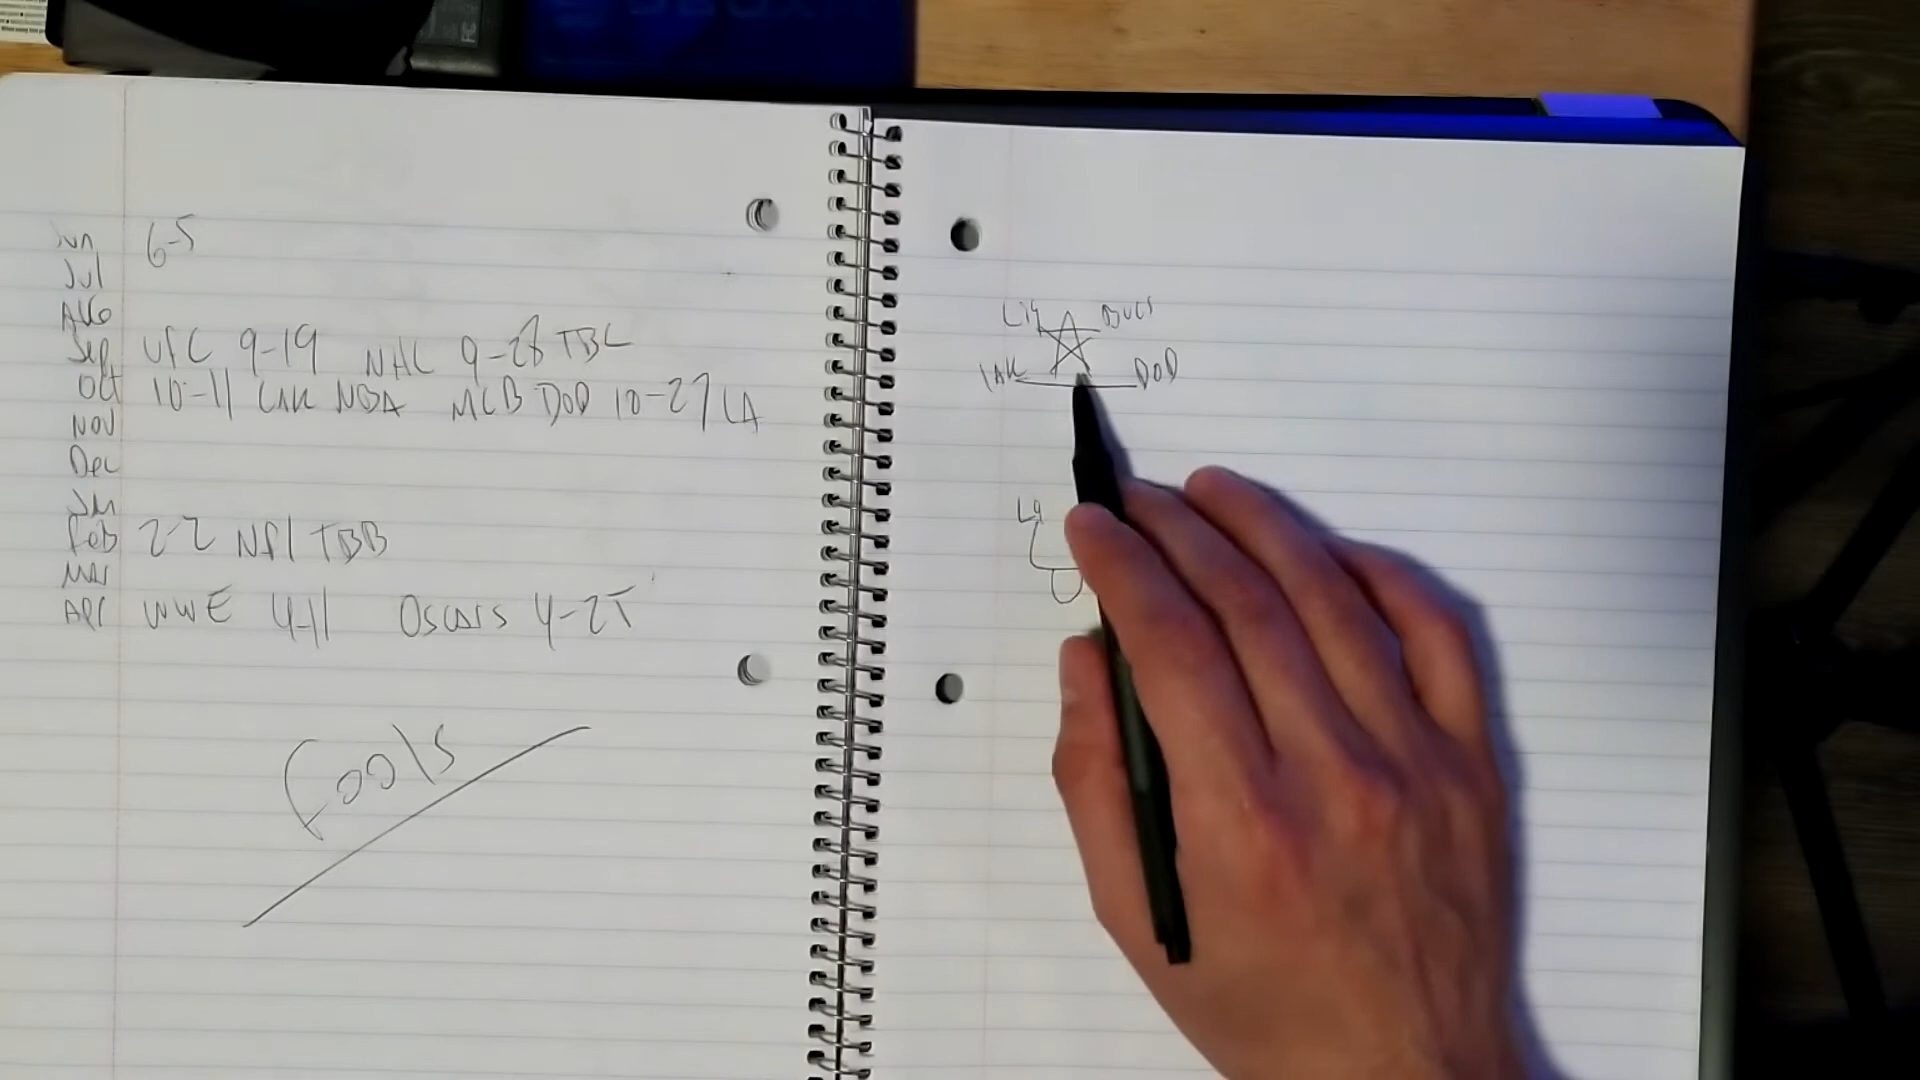 Jun 6-5
Jul
AUG
Sep UFC 9-19 NHL 9-28 TBL
Oct 10-11 LAK NBA MLB DOD 10-27 LA
NOV
Dec
Jan
Feb 2-2 NFL TBB
MAR
APR WWE 4-11 OSCARS 4-25
Fools
Lig BUCS
LAK DOD